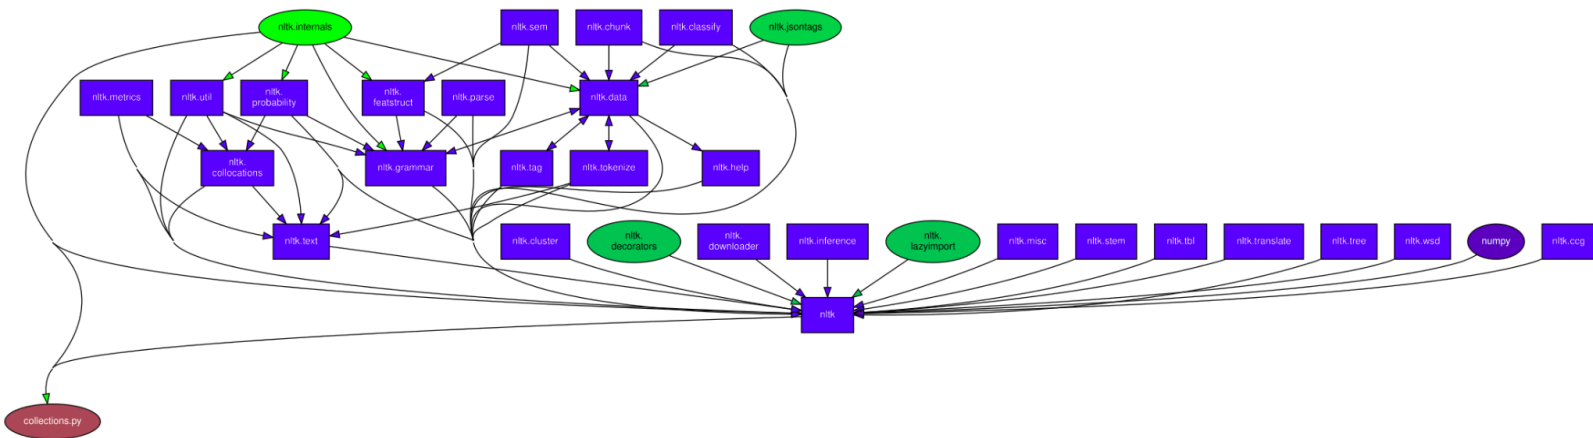 nltk.internals
nltk.sem
nltk.chunk
nltk.classify
nltk.jsontags
nltk.metrics
nltk.util
nltk.
probability
nltk.
featstruct
nltk.parse
nltk.data
nltk.
collocations
nltk.grammar
nltk.tag
nltk.tokenize
nltk.help
nltk.text
nltk.cluster
nltk.
decorators
nltk.
downloader
nltk.inference
nltk.
lazyimport
nltk.misc
nltk.stem
nltk.tbl
nltk.translate
nltk.tree
nltk.wsd
numpy
nltk.ccg
nltk
collections.py